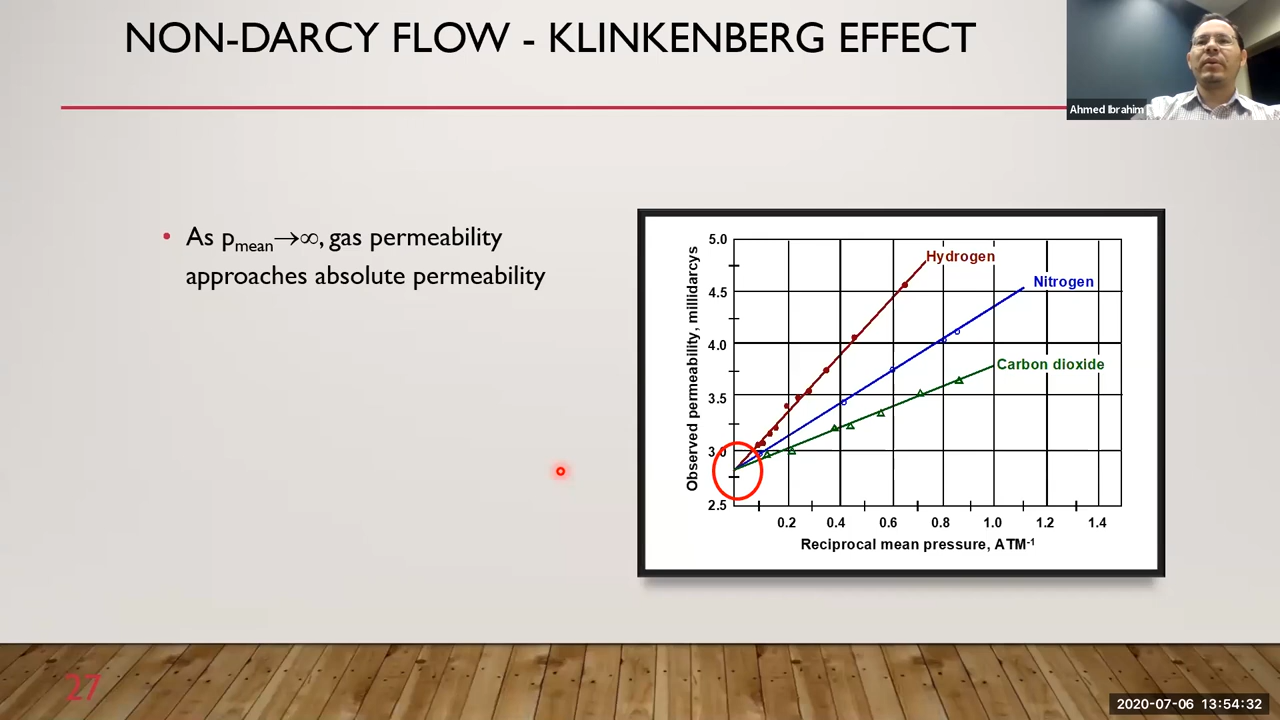 NON-DARCY FLOW - KLINKENBERG EFFECT
Ahmed Ibrahim
• As pmean→∞, gas permeability
approaches absolute permeability
Observed permeability, millidarcys
5.0
4.5
4.0
3.5
3.0
2.5
Hydrogen
Nitrogen
Carbon dioxide
0.2 0.4 0.6 0.8 1.0 1.2 1.4
Reciprocal mean pressure, ATM-1
27
2020-07-06 13:54:32